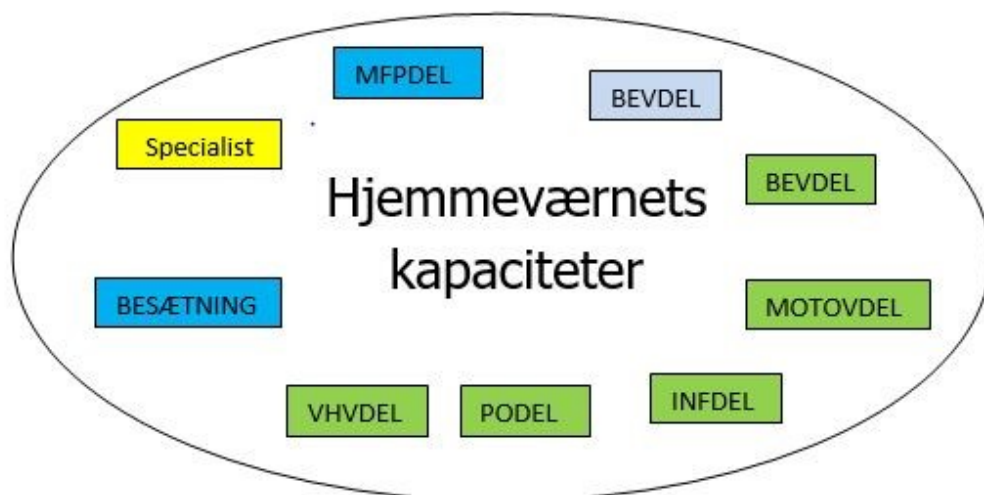 MFPDEL
BEVDEL
Specialist
BEVDEL
Hjemmeværnets
kapaciteter
BESÆTNING
MOTOVDEL
VHVDEL
PODEL
INFDEL